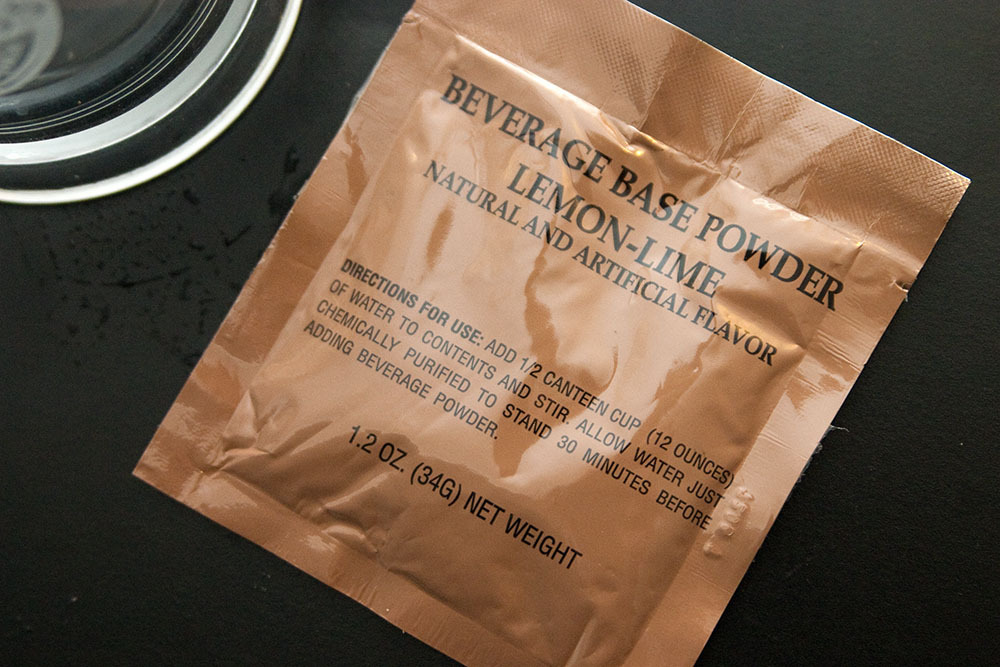 BEVERAGE BASE POWDER
LEMON-LIME
NATURAL AND ARTIFICIAL FLAVOR
DIRECTIONS FOR USE: ADD 1/2 CANTEEN CUP (12 OUNCES)
OF WATER TO CONTENTS AND STIR. ALLOW WATER JUST
CHEMICALLY PURIFIED TO STAND 30 MINUTES BEFORE
ADDING BEVERAGE POWDER.
1.2 OZ. (34G) NET WEIGHT